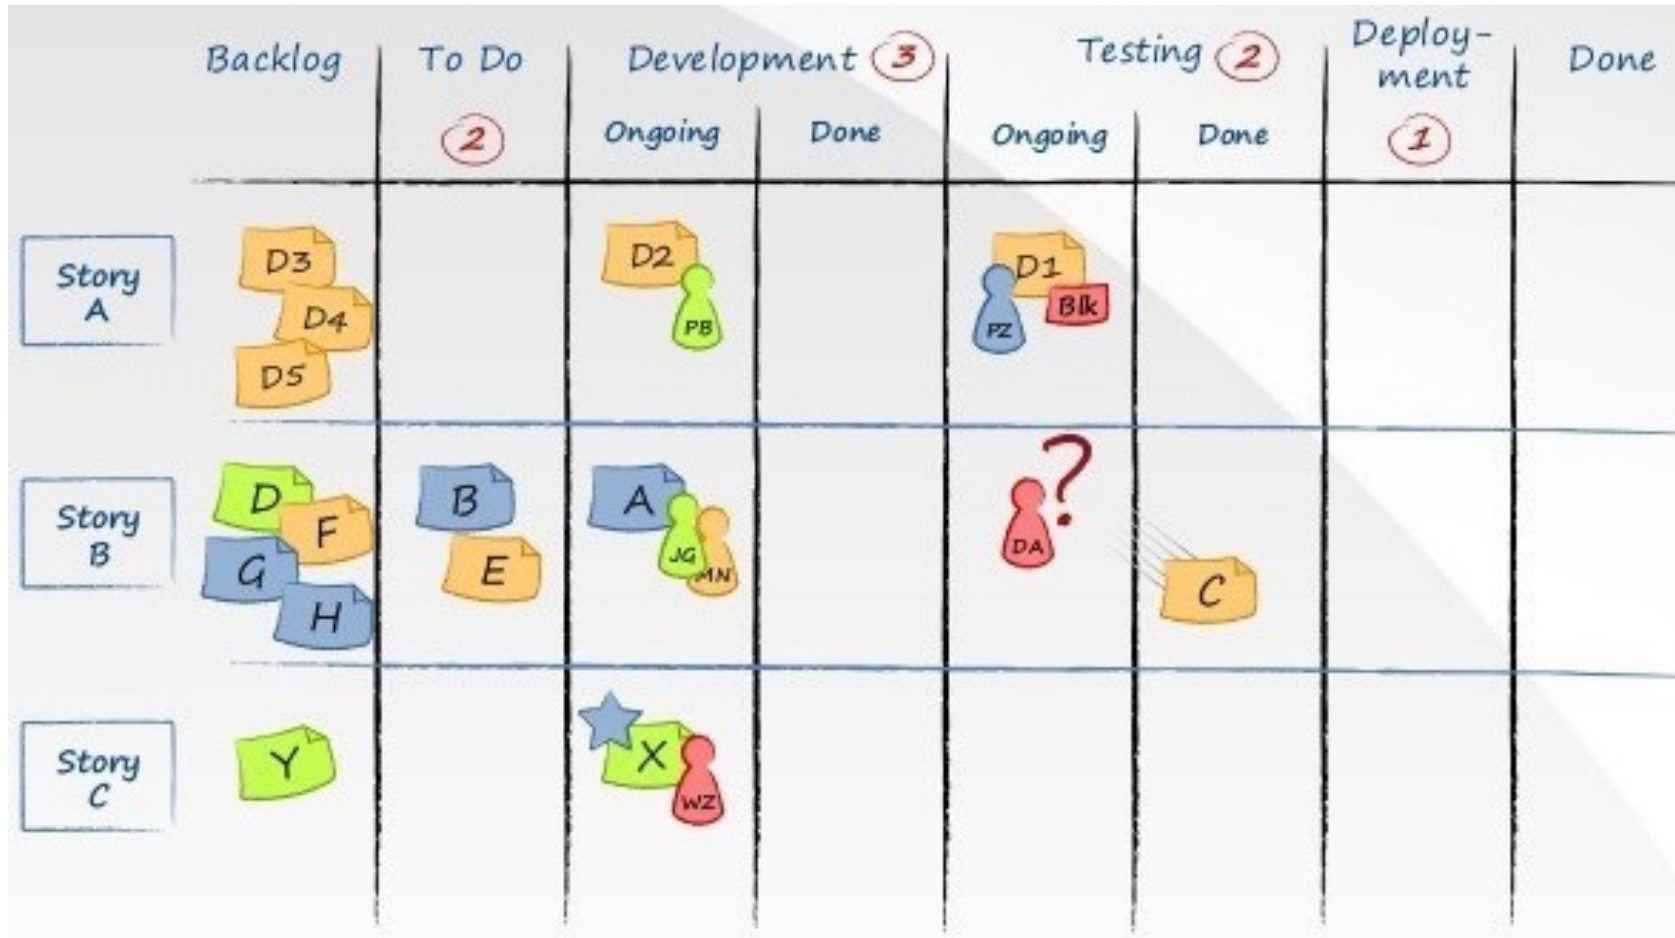 Backlog
To Do
2
Development 3
Ongoing
Done
Testing 2
Ongoing
Done
Deploy-
ment
1
Done
Story
A
D3
D4
D5
D2
PB
D1
PZ
Blk
Story
B
D
F
G
H
B
E
A
JG
MN
DA
?
C
Story
C
Y
X
WZ